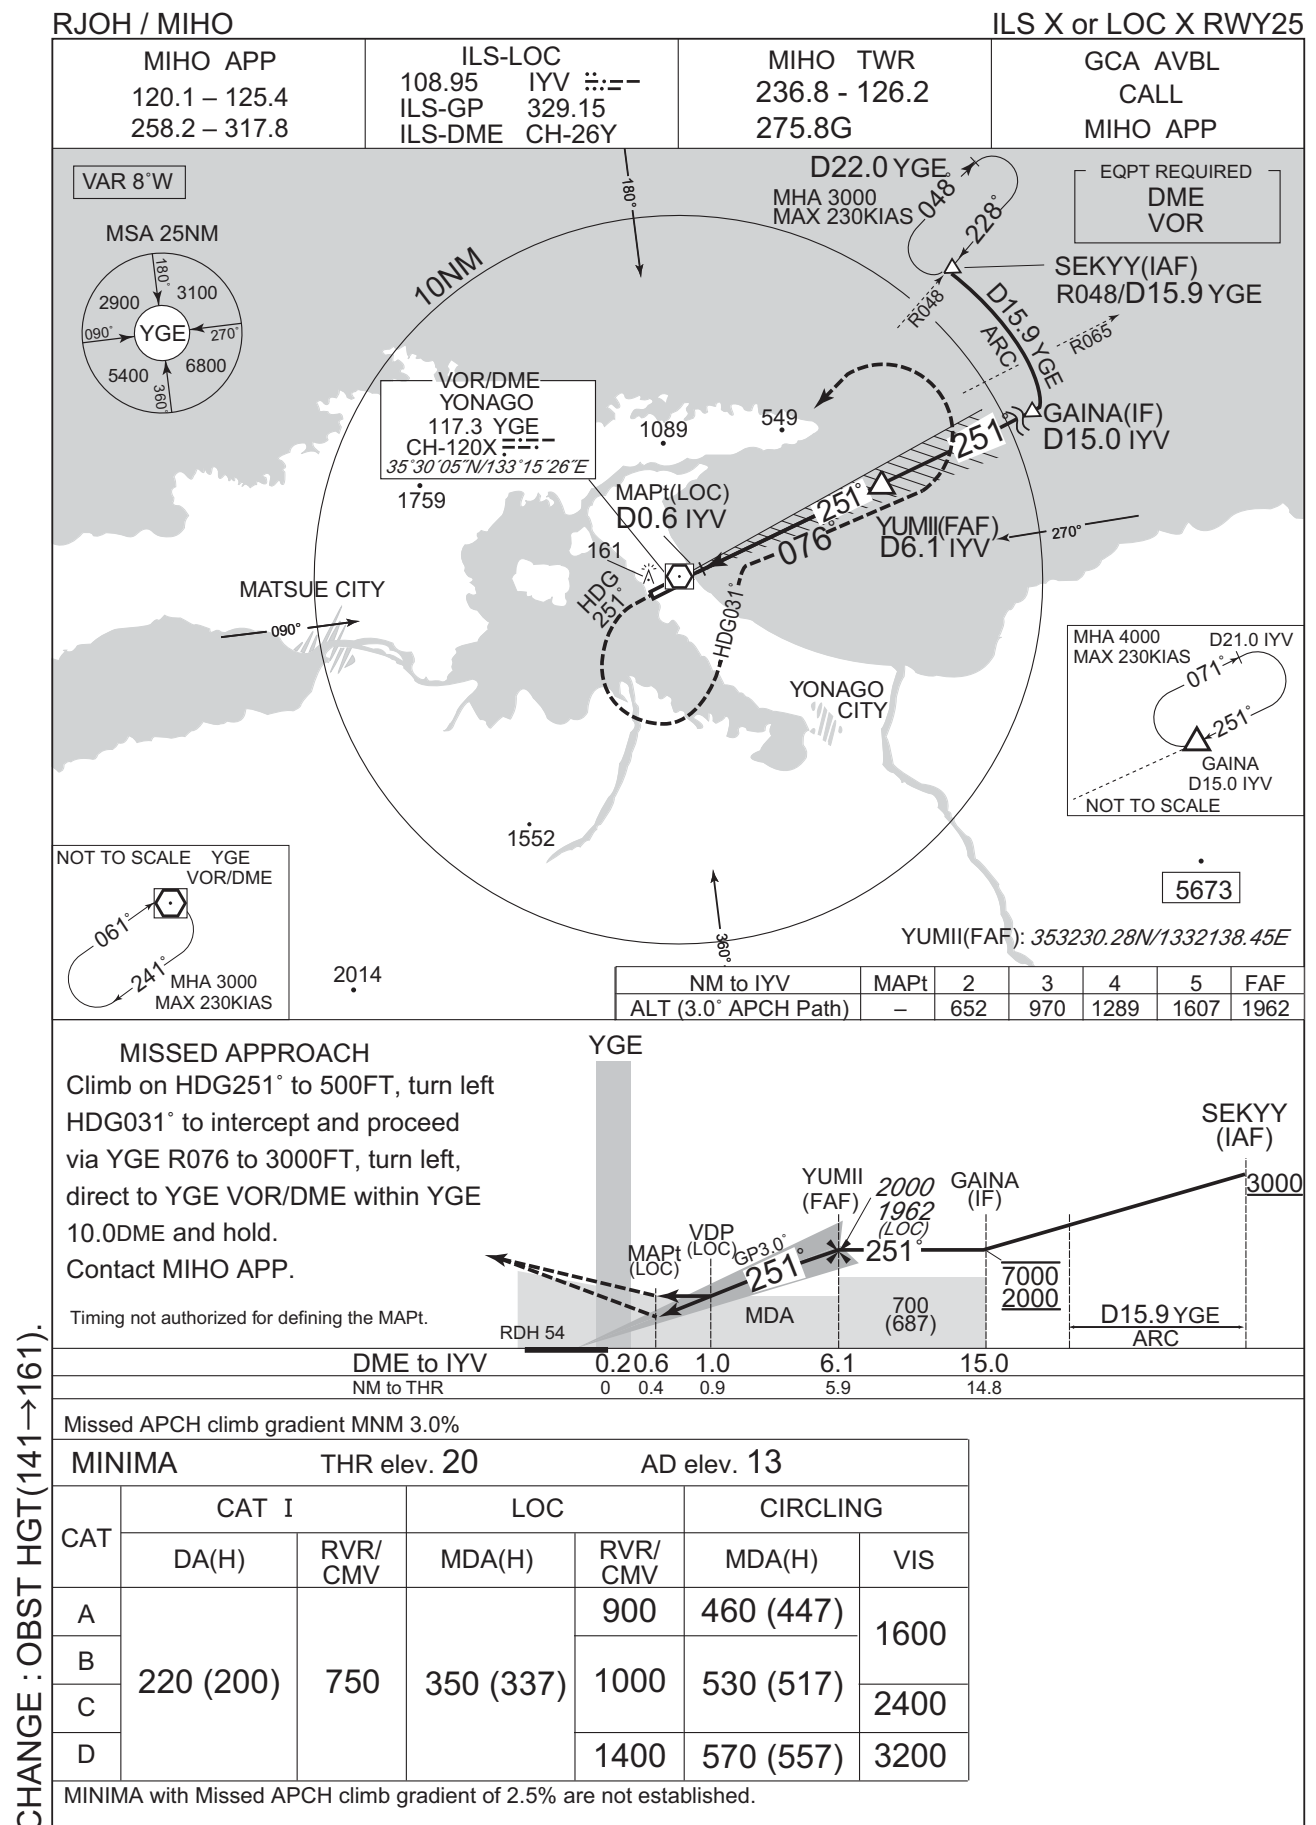 RJOH / MIHO
ILS X or LOC X RWY25
MIHO APP
120.1 – 125.4
258.2 – 317.8
ILS-LOC
108.95 IYV
ILS-GP 329.15
ILS-DME CH-26Y
MIHO TWR
236.8 - 126.2
275.8G
GCA AVBL
CALL
MIHO APP
VAR 8°W
MSA 25NM
180°
2900
3100
090°
YGE
270°
5400
6800
360°
180°
10NM
D22.0 YGE
MHA 3000
MAX 230KIAS
048°
228°
EQPT REQUIRED
DME
VOR
SEKYY(IAF)
R048/D15.9 YGE
R048
D15.9 YGE
ARC
R065
GAINA(IF)
D15.0 IYV
VOR/DME
YONAGO
117.3 YGE
CH-120X
35°30´05˝N/133°15´26˝E
1089
549
1759
251°
251°
MAPt(LOC)
D0.6 IYV
076°
YUMII(FAF)
D6.1 IYV
270°
161
HDG
251°
HDG031°
MATSUE CITY
090°
YONAGO
CITY
MHA 4000
MAX 230KIAS
D21.0 IYV
071°
251°
GAINA
D15.0 IYV
NOT TO SCALE
1552
NOT TO SCALE
YGE
VOR/DME
061°
241°
MHA 3000
MAX 230KIAS
2014
360°
5673
YUMII(FAF): 353230.28N/1332138.45E
NM to IYV MAPt 2 3 4 5 FAF
ALT (3.0° APCH Path) – 652 970 1289 1607 1962
MISSED APPROACH
Climb on HDG251° to 500FT, turn left
HDG031° to intercept and proceed
via YGE R076 to 3000FT, turn left,
direct to YGE VOR/DME within YGE
10.0DME and hold.
Contact MIHO APP.
Timing not authorized for defining the MAPt.
YGE
SEKYY
(IAF)
3000
YUMII
(FAF)
2000
1962
(LOC)
GAINA
(IF)
VDP
(LOC)
MAPt
(LOC)
GP3.0°
251°
251°
7000
2000
MDA
700
(687)
D15.9 YGE
ARC
RDH 54
DME to IYV 0.2 0.6 1.0 6.1 15.0
NM to THR 0 0.4 0.9 5.9 14.8
Missed APCH climb gradient MNM 3.0%
MINIMA THR elev. 20 AD elev. 13
CAT
CAT I
LOC
CIRCLING
DA(H)
RVR/
CMV
MDA(H)
RVR/
CMV
MDA(H)
VIS
A
B
C
D
220 (200)
750
350 (337)
900
1000
1400
460 (447)
530 (517)
570 (557)
1600
2400
3200
MINIMA with Missed APCH climb gradient of 2.5% are not established.
CHANGE : OBST HGT(141→161).